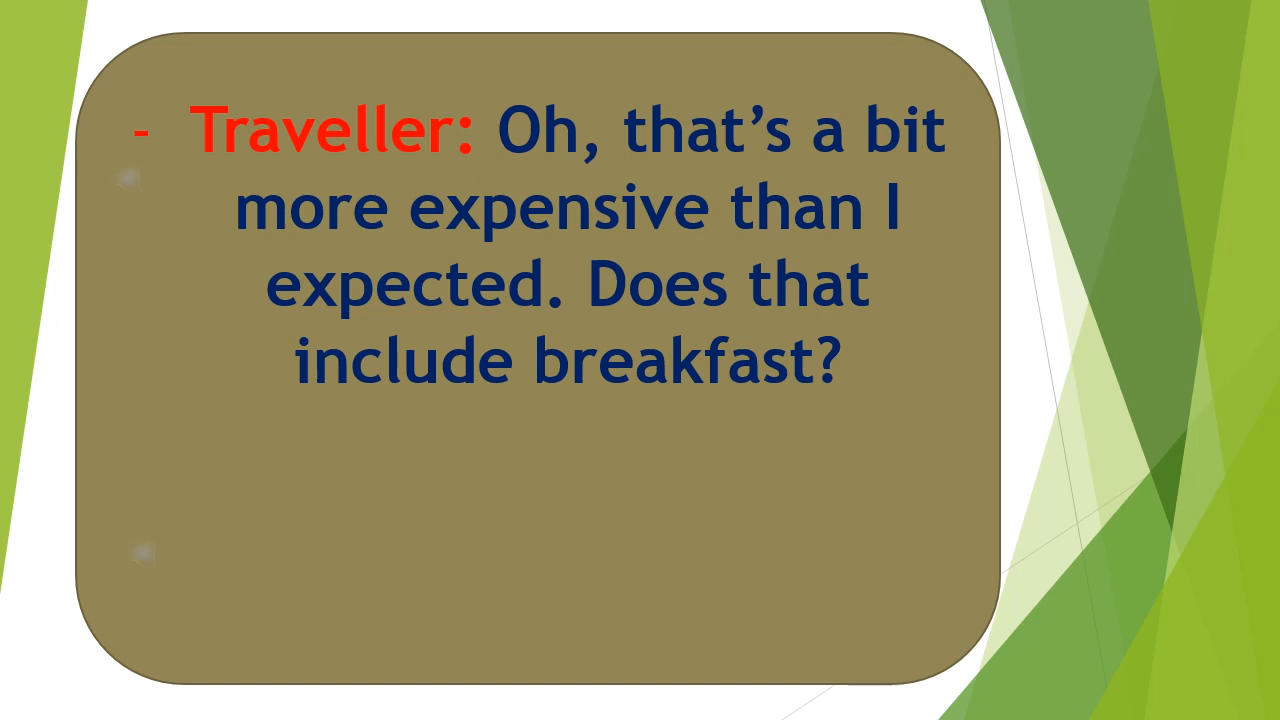 - Traveller: Oh, that’s a bit
more expensive than I
expected. Does that
include breakfast?